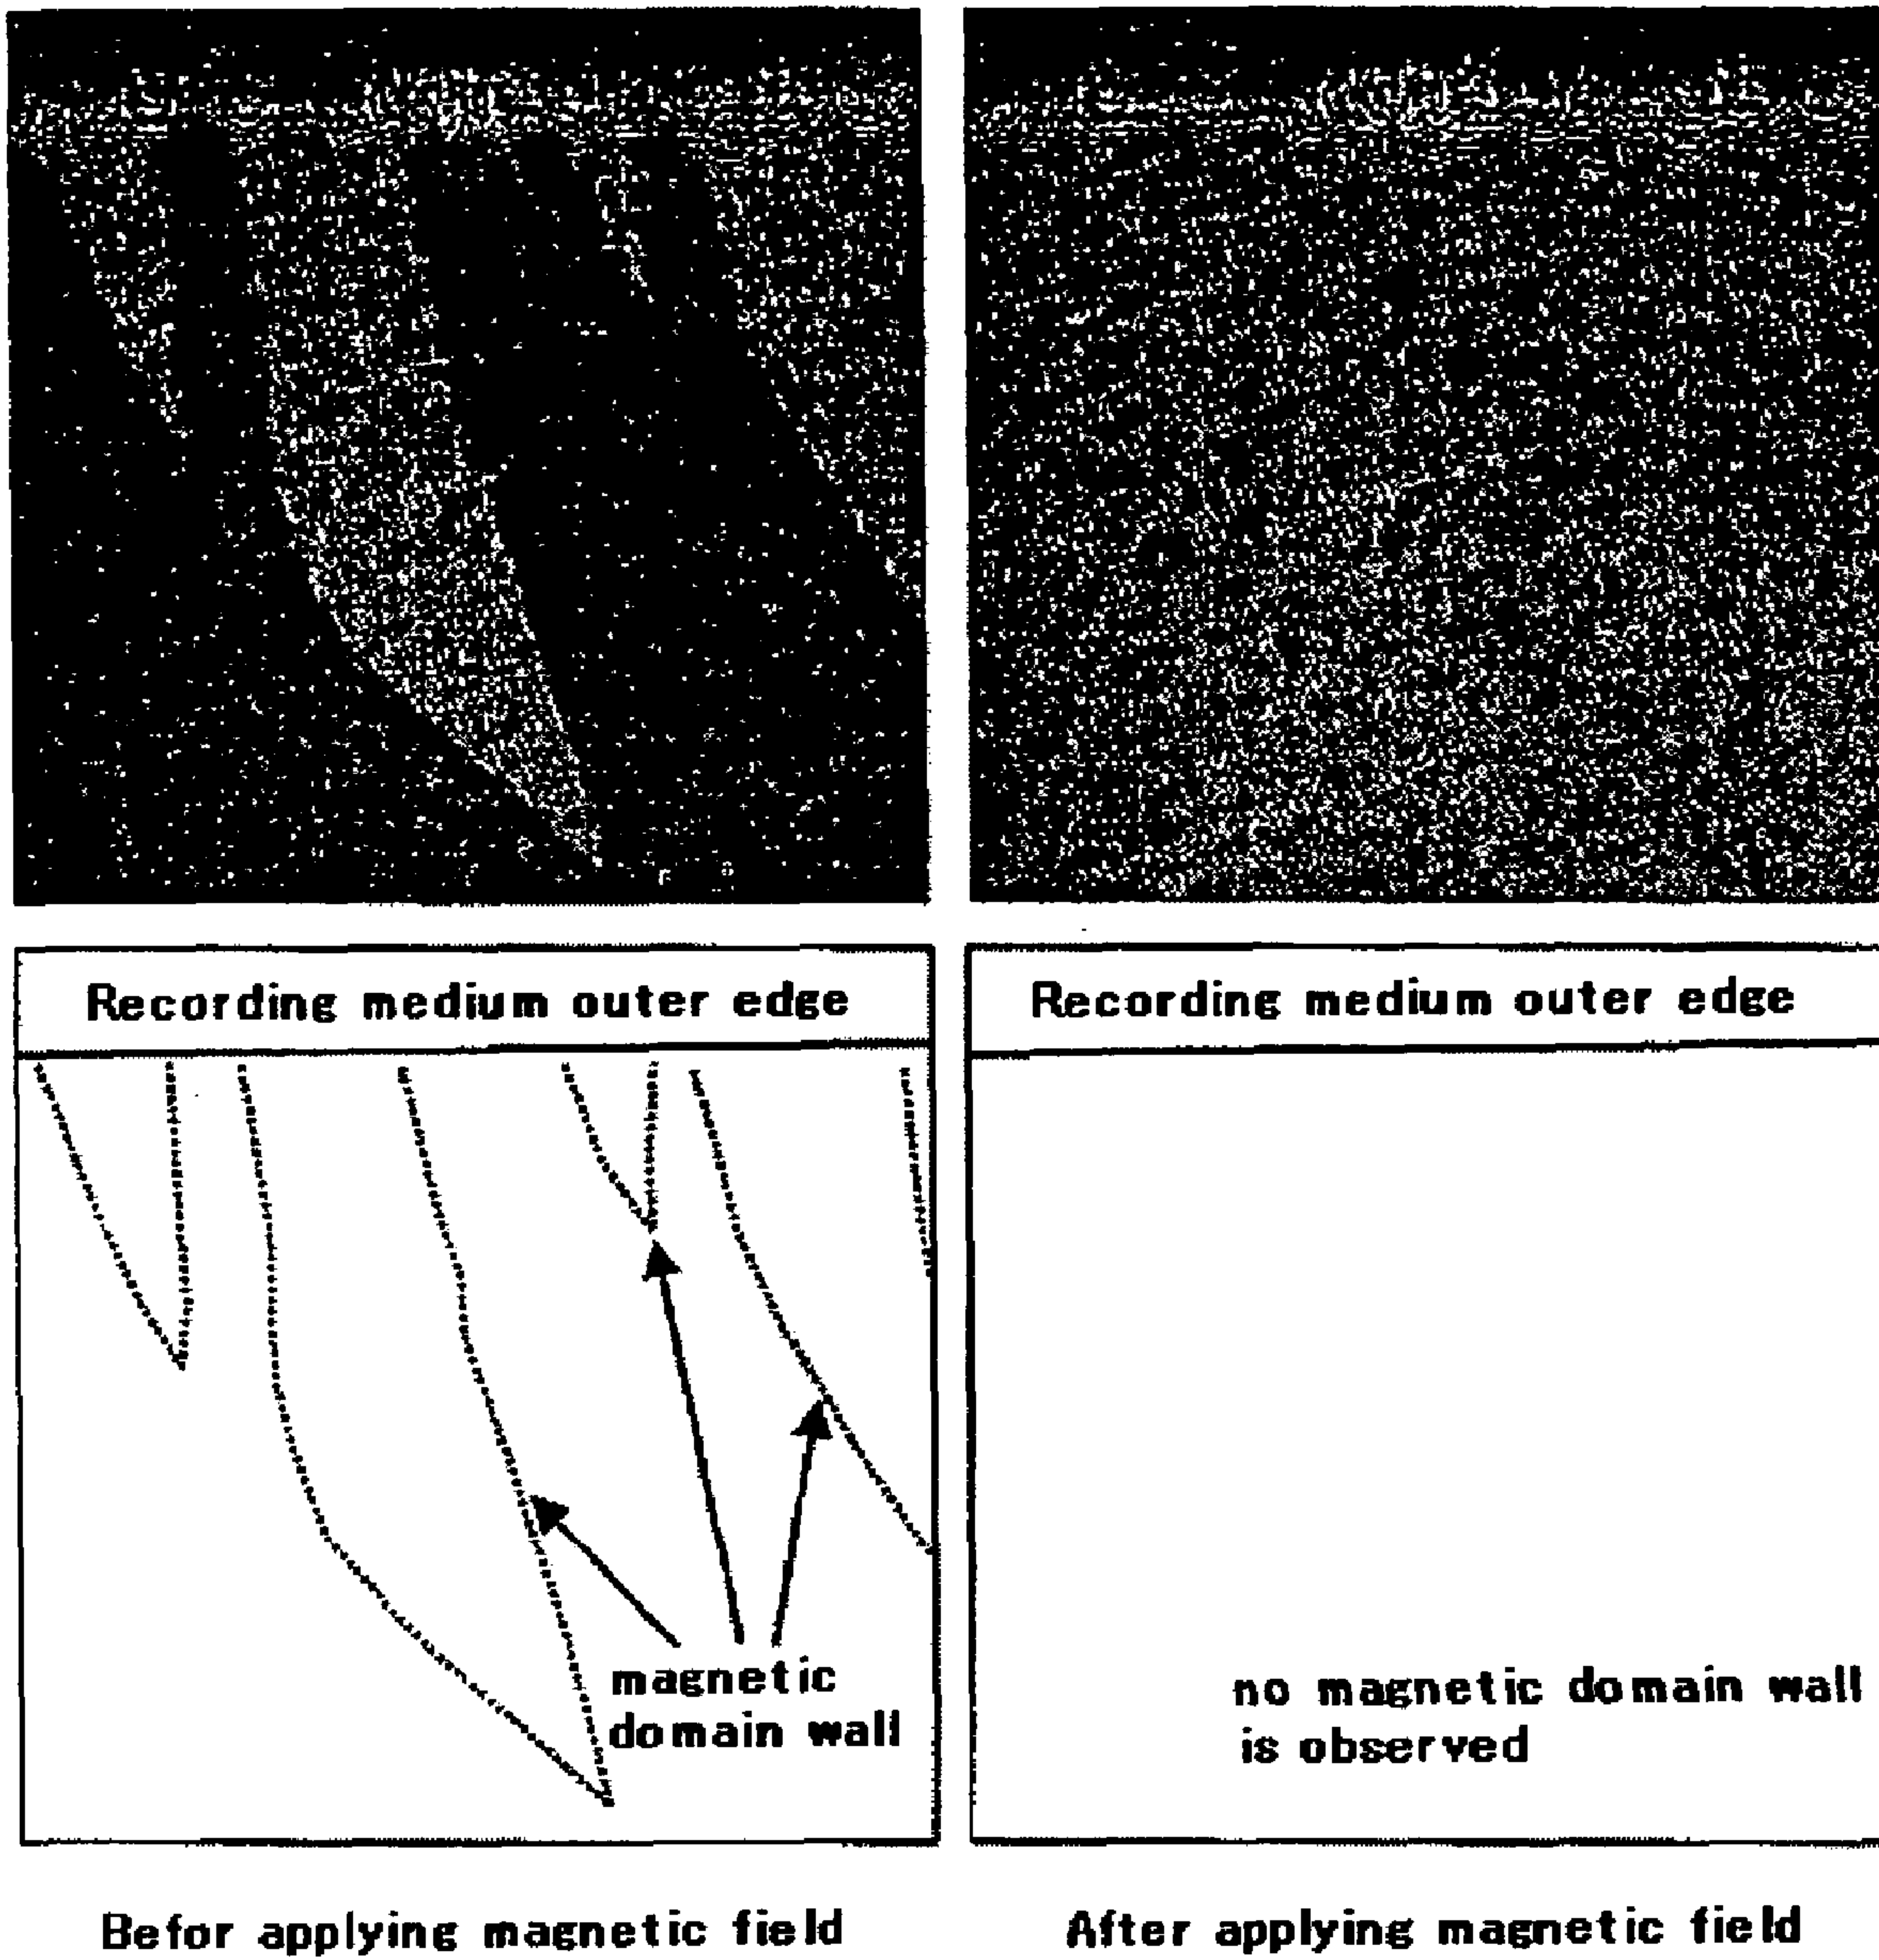 Recording medium outer edge
Recording medium outer edge
magnetic
domain wall
no magnetic domain wall
is observed
Befor applying magnetic field
After applying magnetic field